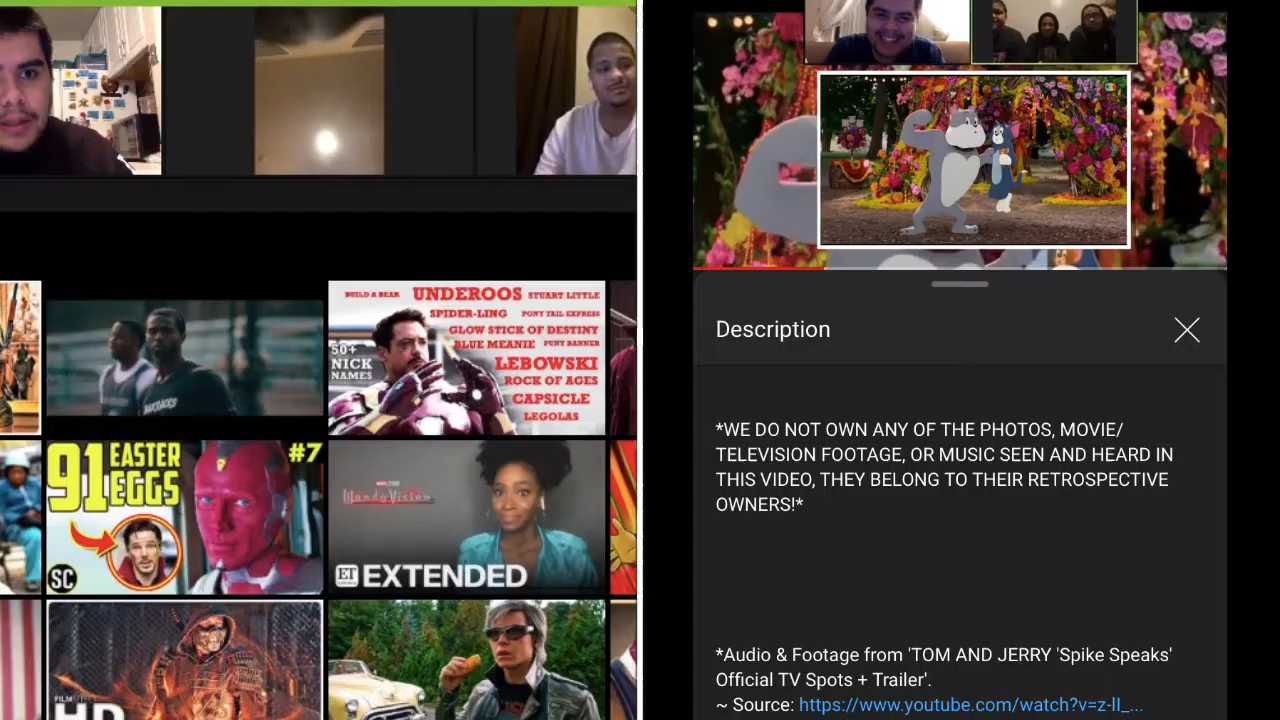 BUILD A BEAR UNDEROOS STUART LITTLE
SPIDER-LING PONY TAIL EXPRESS
GLOW STICK OF DESTINY
BLUE MEANIE PUNY BANNER
50+
NICK
NAMES
LEBOWSKI
ROCK OF AGES
CAPSICLE
LEGOLAS
91 EASTER
EGGS
#7
SC
WandaVision
ET
EXTENDED
HD
Description
*WE DO NOT OWN ANY OF THE PHOTOS, MOVIE/
TELEVISION FOOTAGE, OR MUSIC SEEN AND HEARD IN
THIS VIDEO, THEY BELONG TO THEIR RETROSPECTIVE
OWNERS!*
*Audio & Footage from 'TOM AND JERRY 'Spike Speaks'
Official TV Spots + Trailer'.
~ Source: https://www.youtube.com/watch?v=z-lI_...